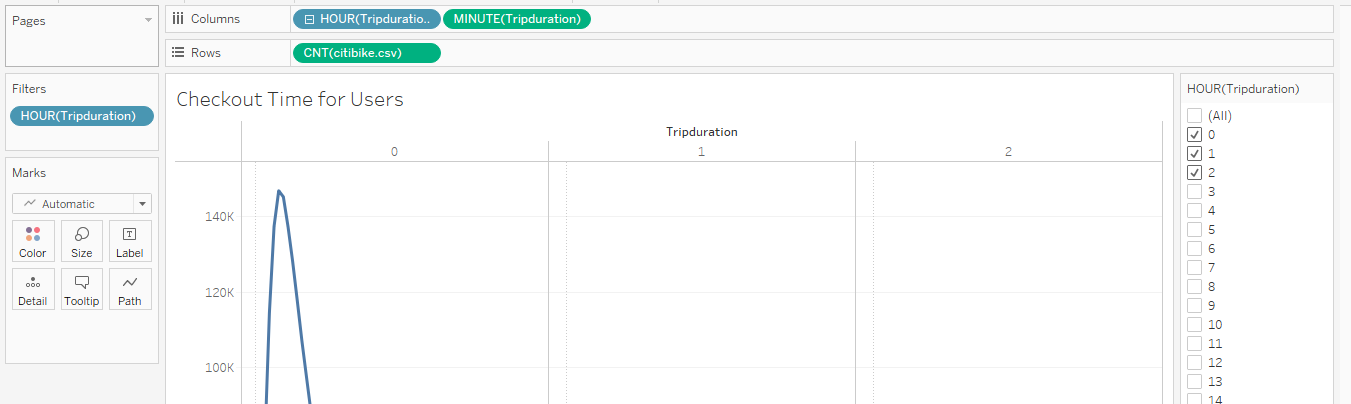 Pages
Columns
HOUR(Tripduratio..
MINUTE(Tripduration)
Rows
CNT(citibike.csv)
Filters
HOUR(Tripduration)
Marks
Automatic
Color
Size
Label
Detail
Tooltip
Path
Checkout Time for Users
Tripduration
0
1
2
140K
120K
100K
HOUR(Tripduration)
(All)
0
1
2
3
4
5
6
7
8
9
10
11
12
13
14